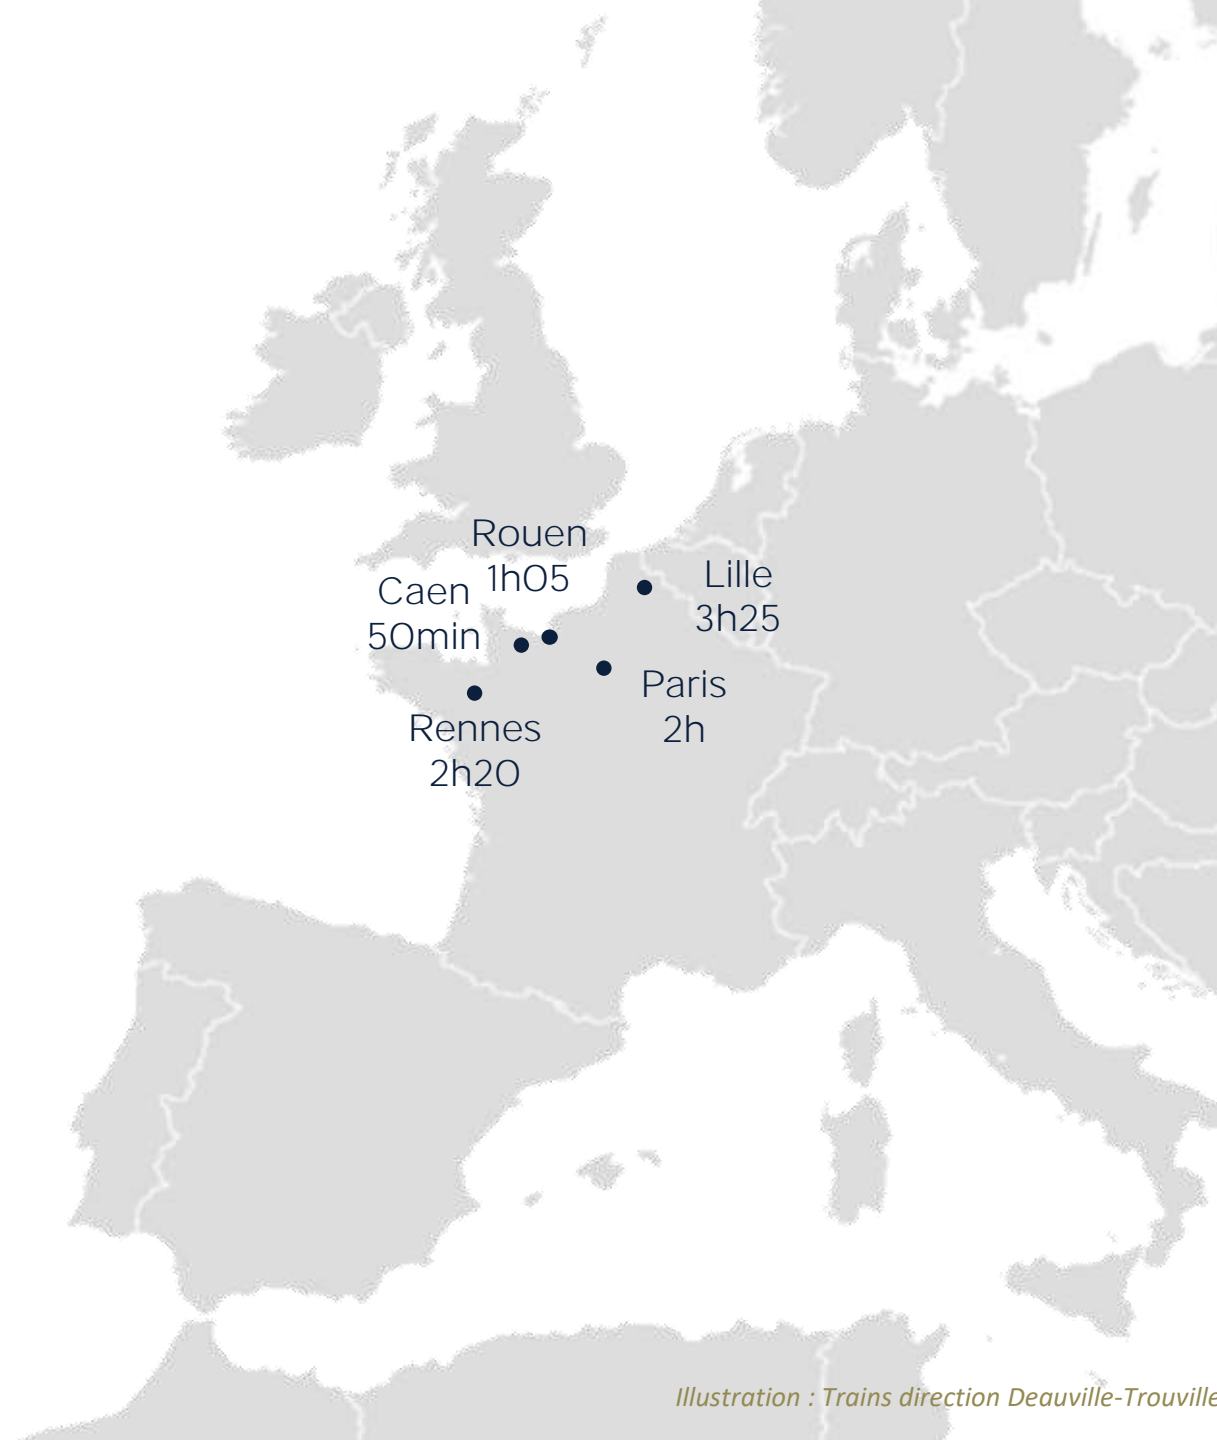 Rouen
1h05
Caen
50min
Lille
3h25
Paris
2h
Rennes
2h20
Illustration : Trains direction Deauville-Trouville